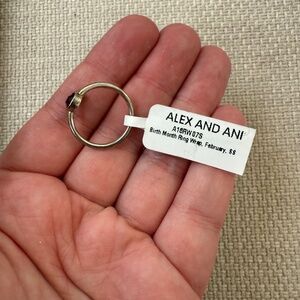 ALEX AND ANI
A16RW07S
Birth Month Ring Wrap, February, SS